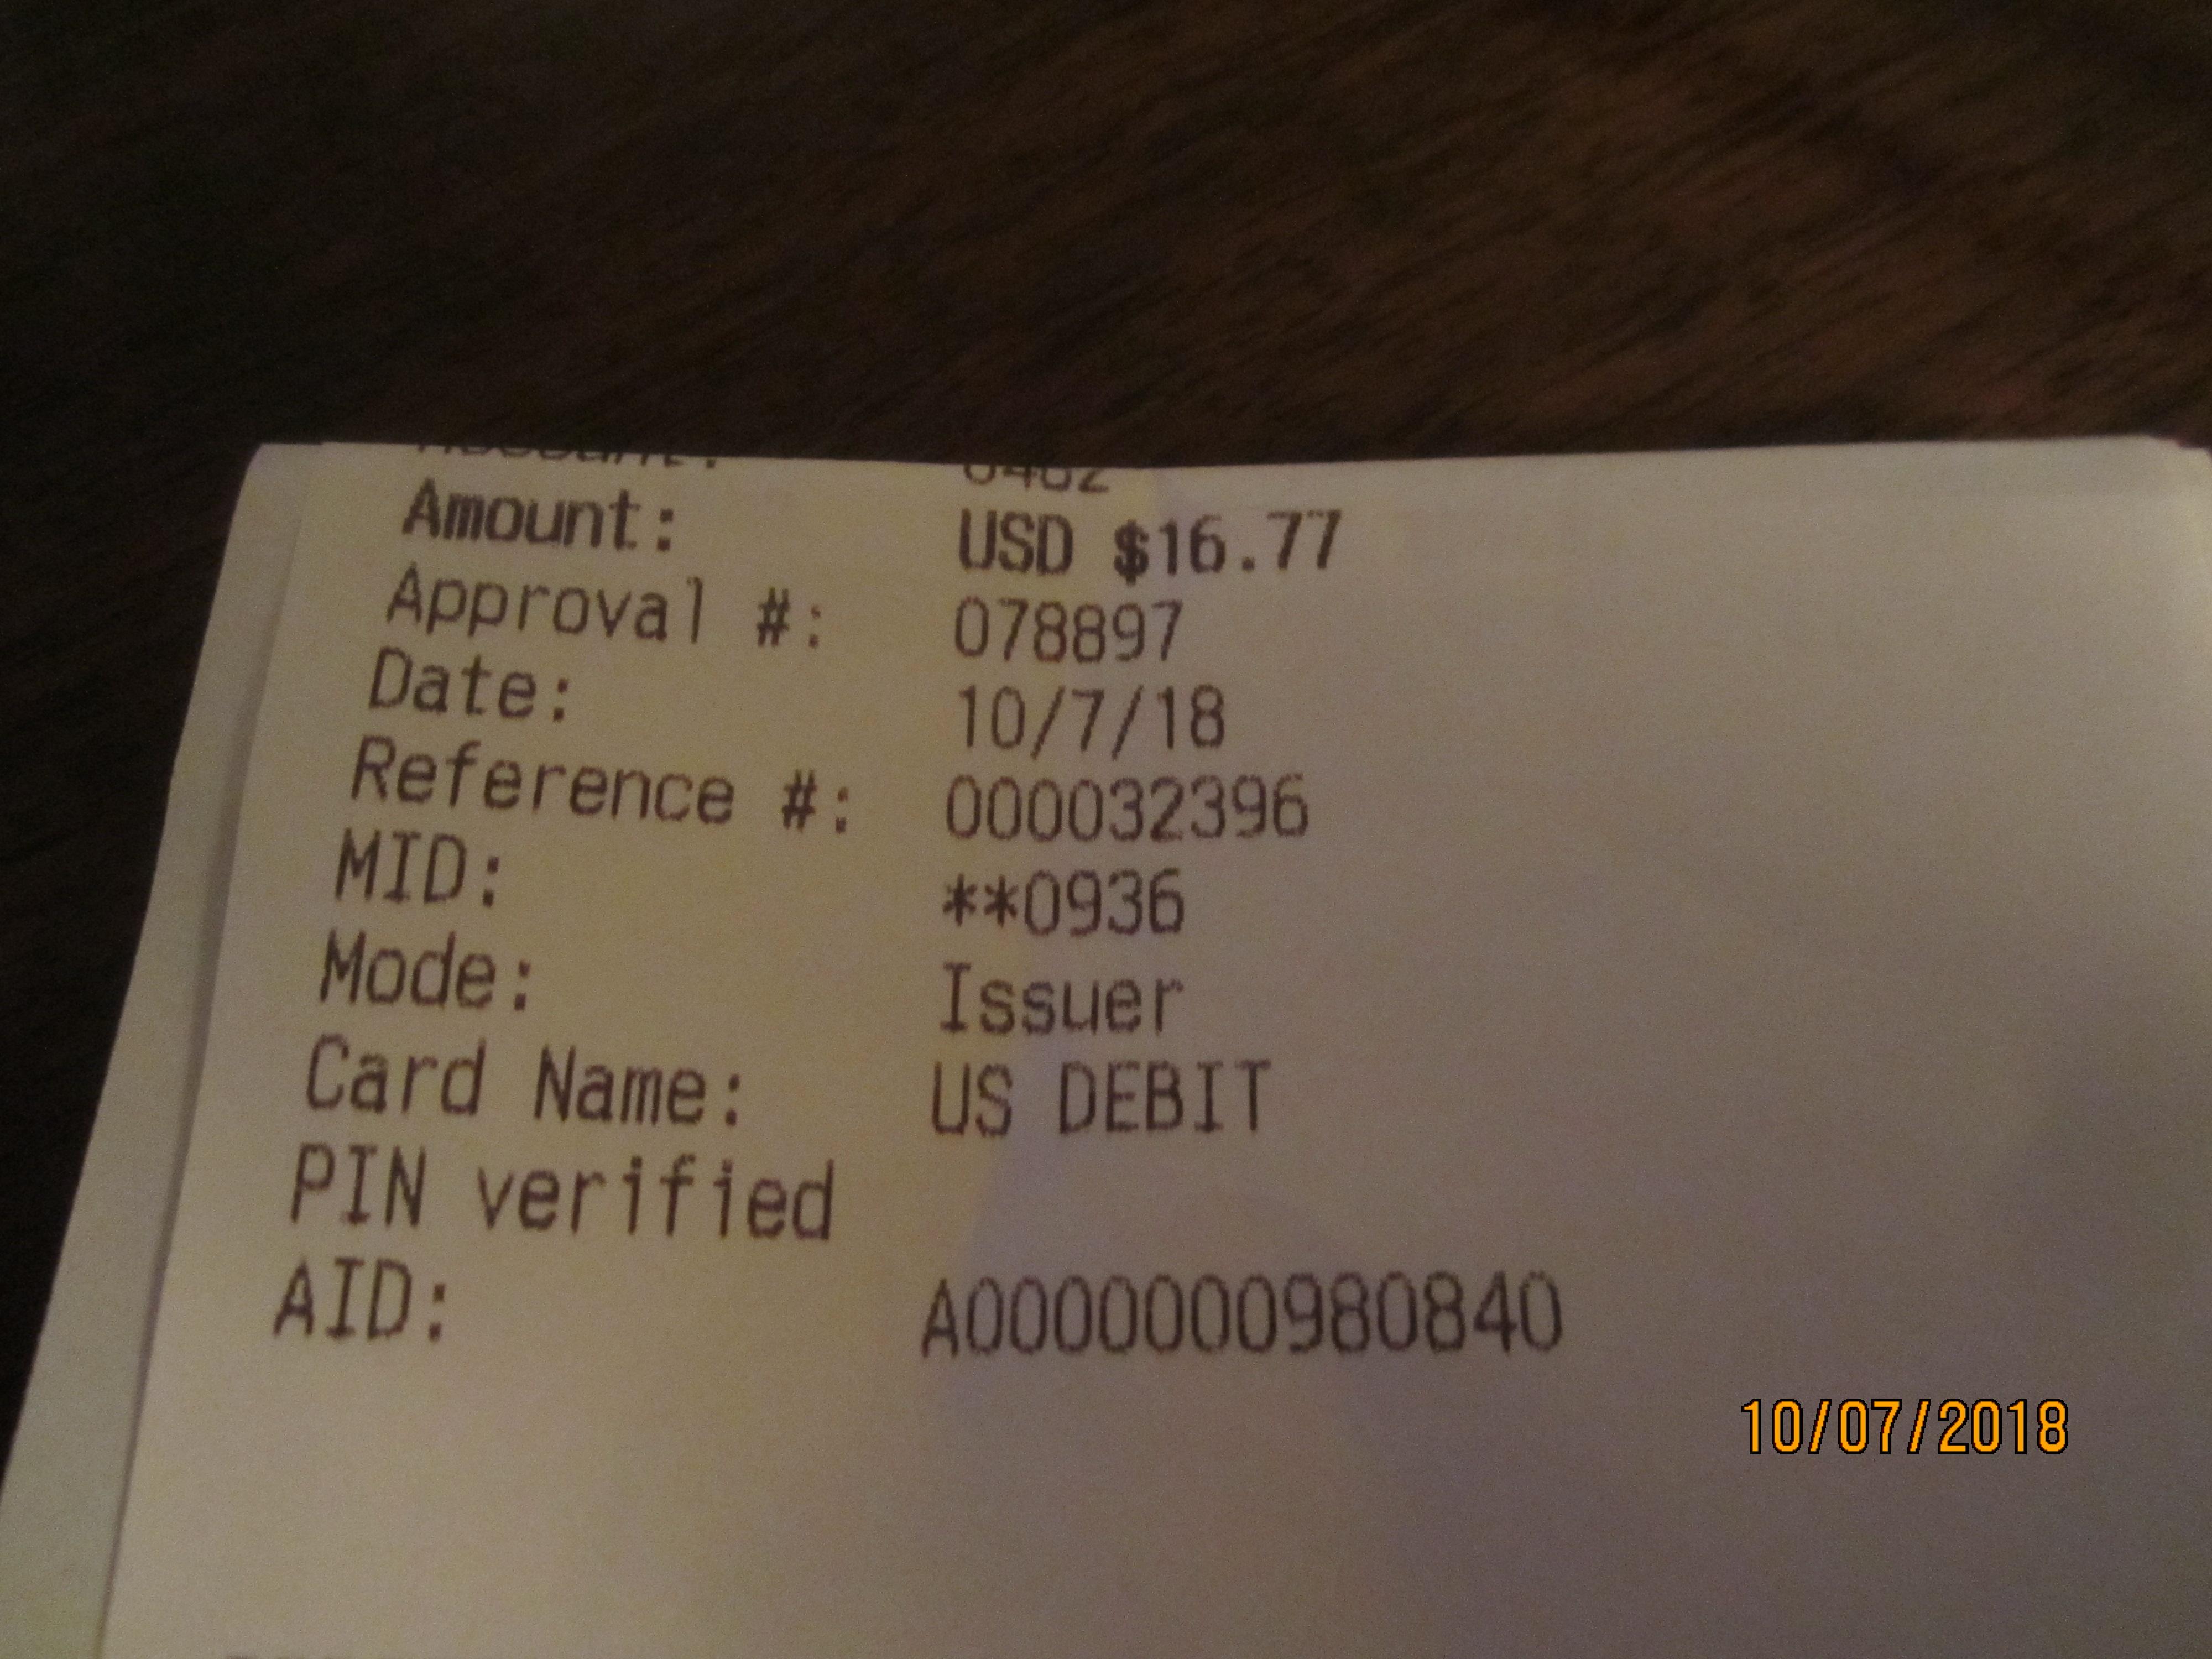 Amount: USD $16.77
Approval #: 078897
Date: 10/7/18
Reference #: 000032396
MID: **0936
Mode: Issuer
Card Name: US DEBIT
PIN verified
AID: A0000000980840
10/07/2018